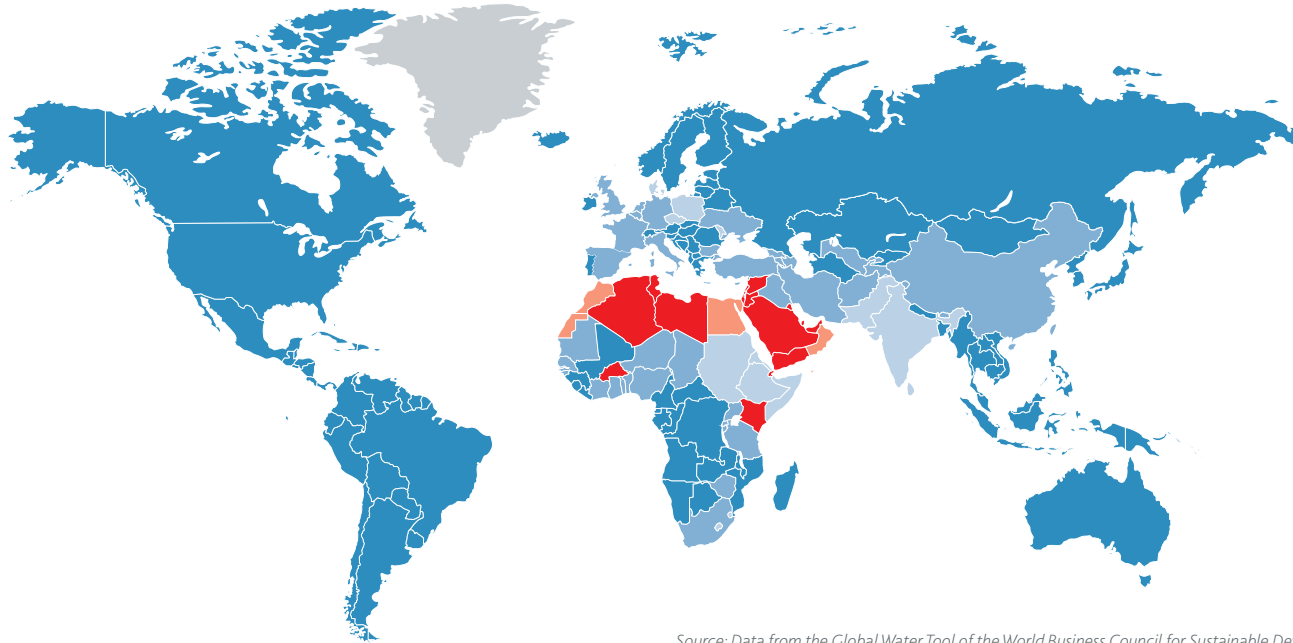 Source: Data from the Global Water Tool of the World Business Council for Sustainable De